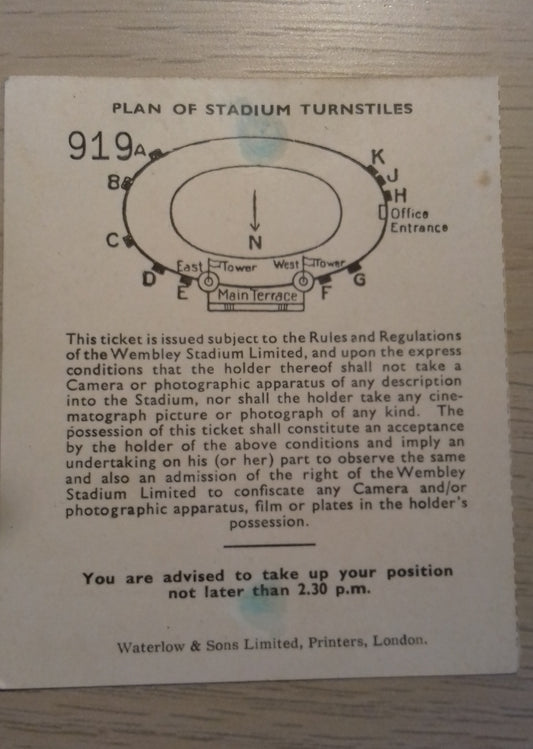 PLAN OF STADIUM TURNSTILES
919
A
K
J
B
H
Office
Entrance
C
N
East Tower
West Tower
D
G
E
F
Main Terrace
This ticket is issued subject to the Rules and Regulations
of the Wembley Stadium Limited, and upon the express
conditions that the holder thereof shall not take a
Camera or photographic apparatus of any description
into the Stadium, nor shall the holder take any cine-
matograph picture or photograph of any kind. The
possession of this ticket shall constitute an acceptance
by the holder of the above conditions and imply an
undertaking on his (or her) part to observe the same
and also an admission of the right of the Wembley
Stadium Limited to confiscate any Camera and/or
photographic apparatus, film or plates in the holder's
possession.
You are advised to take up your position
not later than 2.30 p.m.
Waterlow & Sons Limited, Printers, London.